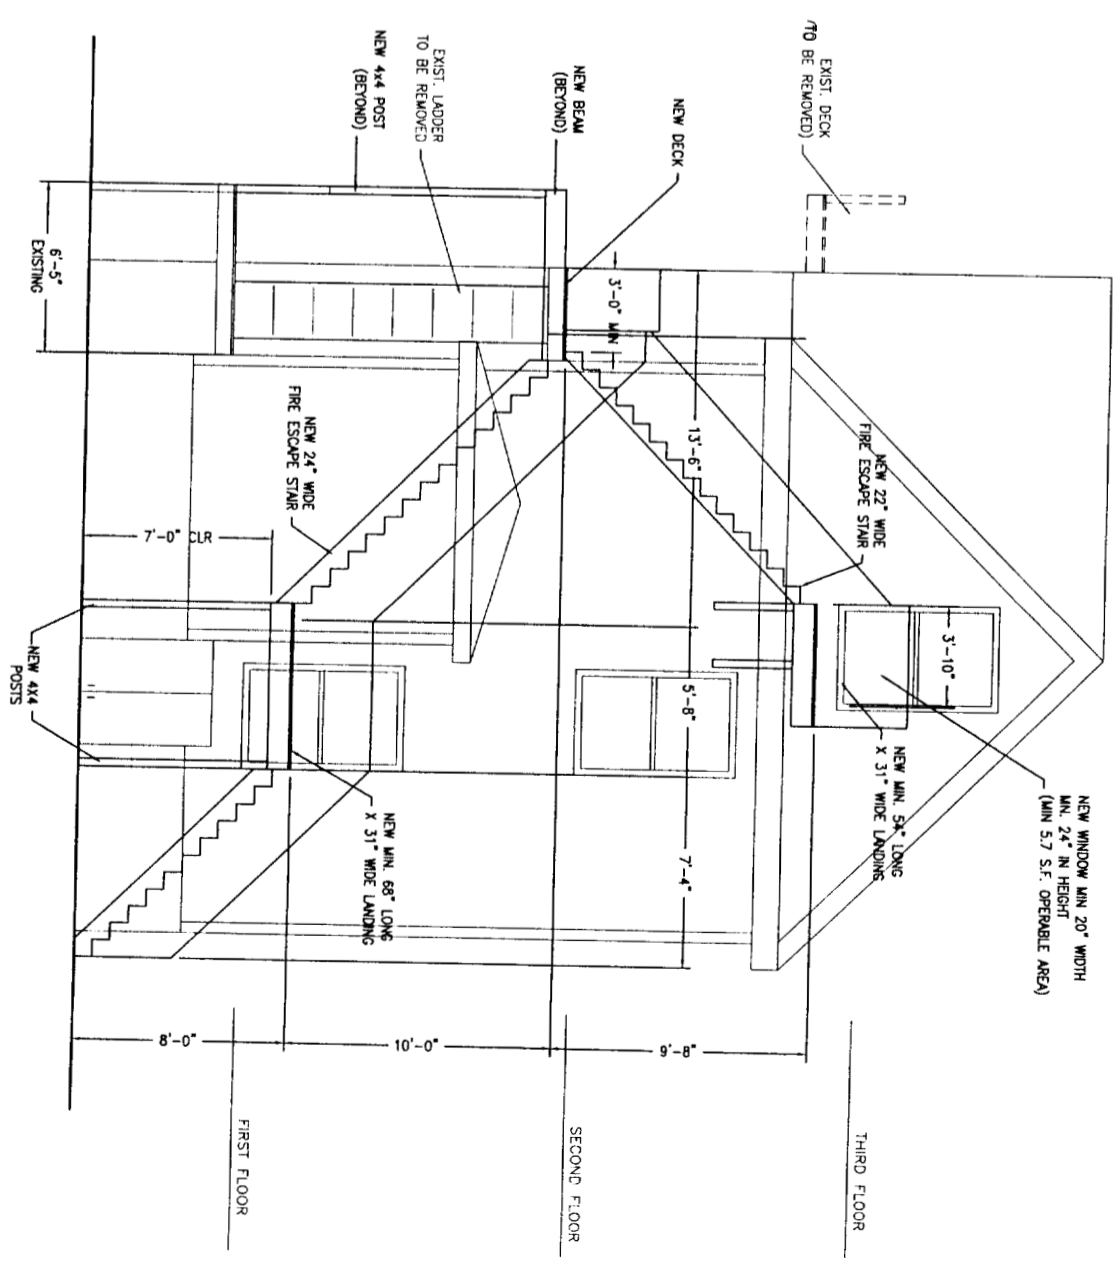 (TO BE REMOVED)
EXIST. DECK
NEW DECK
NEW BEAM
(BEYOND)
EXIST. LADDER
TO BE REMOVED
NEW 4x4 POST
(BEYOND)
6'-5"
EXISTING
3'-0" MIN
13'-6"
NEW 22" WIDE
FIRE ESCAPE STAIR
NEW 24" WIDE
FIRE ESCAPE STAIR
7'-0" CLR
3'-10"
5'-8"
7'-4"
NEW 4X4
POSTS
NEW WINDOW MIN 20" WIDTH
MN. 24" IN HEIGHT
(MIN 5.7 S.F. OPERABLE AREA)
NEW MIN. 54" LONG
X 31" WIDE LANDING
NEW MIN. 68" LONG
X 31" WIDE LANDING
9'-8"
10'-0"
8'-0"
THIRD FLOOR
SECOND FLOOR
FIRST FLOOR